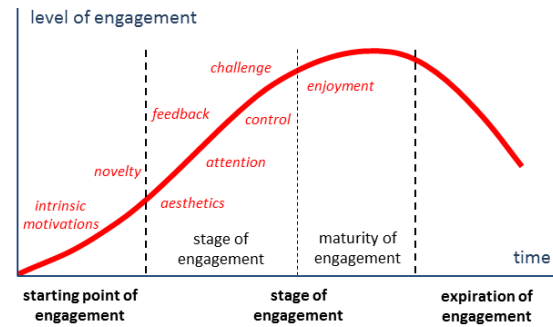 level of engagement
challenge
enjoyment
feedback
control
novelty
attention
intrinsic
motivations
aesthetics
stage of
engagement
maturity of
engagement
time
starting point of
engagement
stage of
engagement
expiration of
engagement